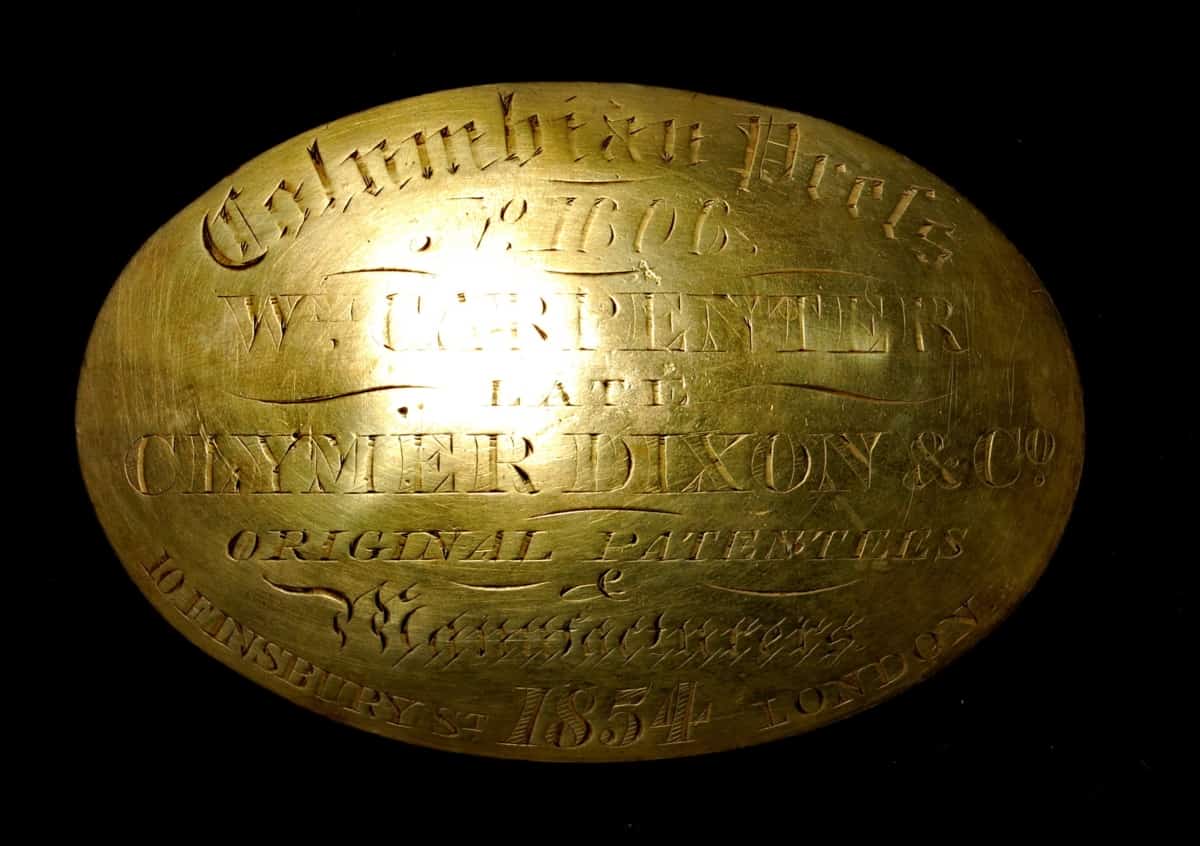 Columbian Preſs
Nº. 1606.
Wᵐ. CARPENTER
LATE
CLYMER DIXON & Cº.
ORIGINAL PATENTEES
&
Manufacturers
10 FINSBURY Sᵀ. 1854 LONDON.